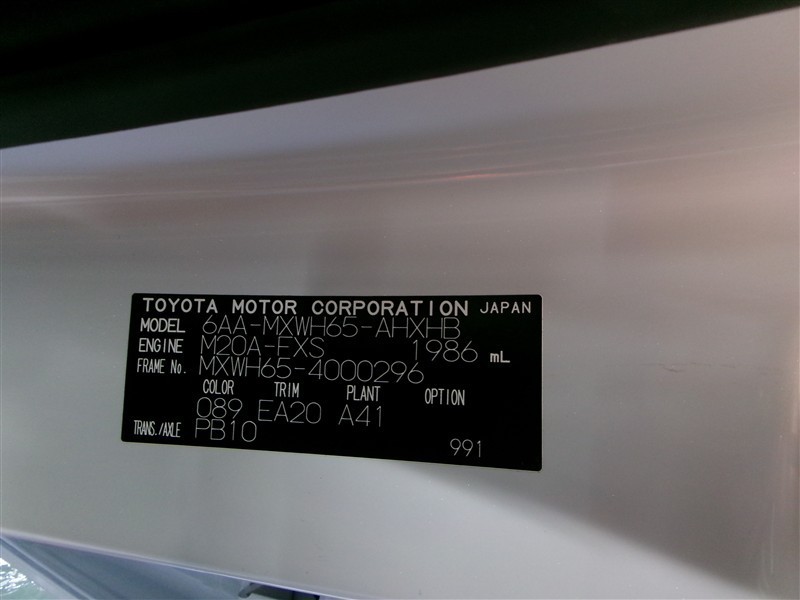 TOYOTA MOTOR CORPORATION JAPAN
MODEL 6AA-MXWH65-AHXHB
ENGINE M20A-FXS 1986 mL
FRAME No. MXWH65-4000296
COLOR TRIM PLANT OPTION
089 EA20 A41
TRANS./AXLE PB10
991